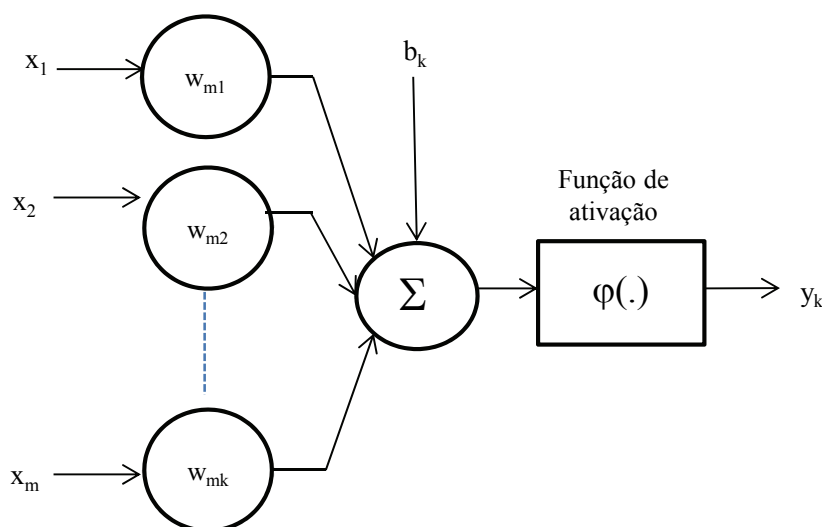 x₁
wₘ₁
bₖ
x₂
wₘ₂
Função de
ativação
Σ
φ(.)
yₖ
xₘ
wₘₖ